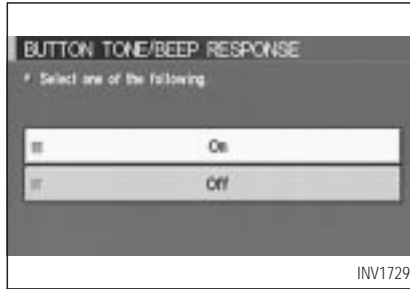 BUTTON TONE/BEEP RESPONSE
Select one of the following
On
Off
INV1729